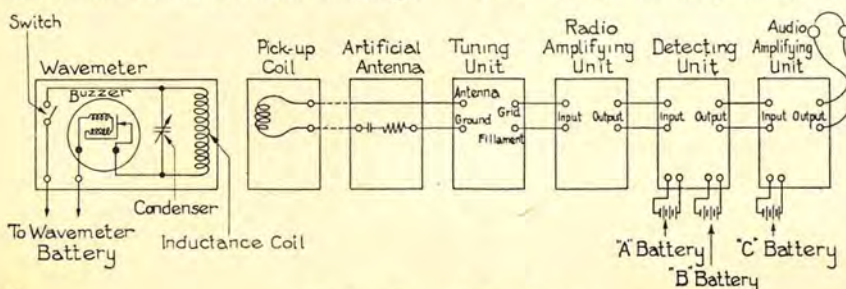 Switch
Wavemeter
Buzzer
Condenser
To Wavemeter
Battery
Inductance Coil
Pick-up
Coil
Artificial
Antenna
Tuning
Unit
Antenna
Ground
Grid
Fillament
Radio
Amplifying
Unit
Input
Output
Detecting
Unit
Input
Output
Audio
Amplifying
Unit
Input
Output
"A" Battery
"B" Battery
"C" Battery